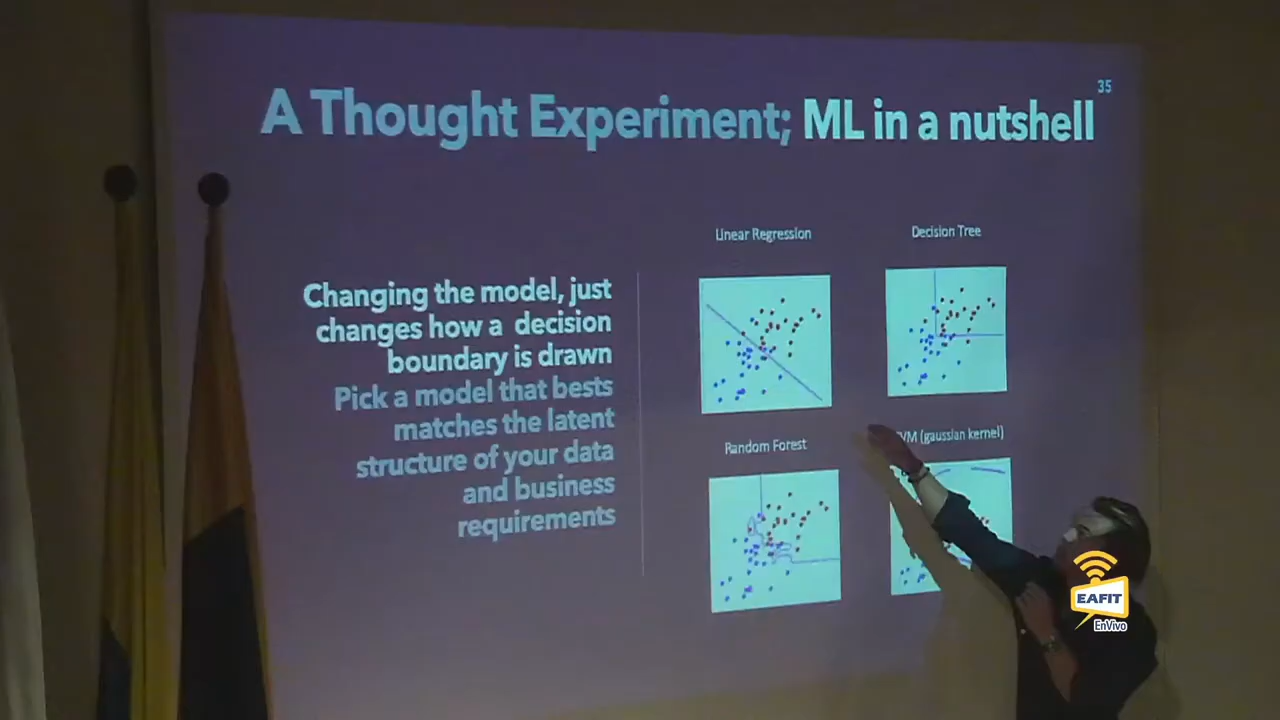 35
A Thought Experiment; ML in a nutshell
Changing the model, just
changes how a decision
boundary is drawn
Pick a model that bests
matches the latent
structure of your data
and business
requirements
Linear Regression
Decision Tree
Random Forest
(gaussian kernel)
EAFIT
EnVivo